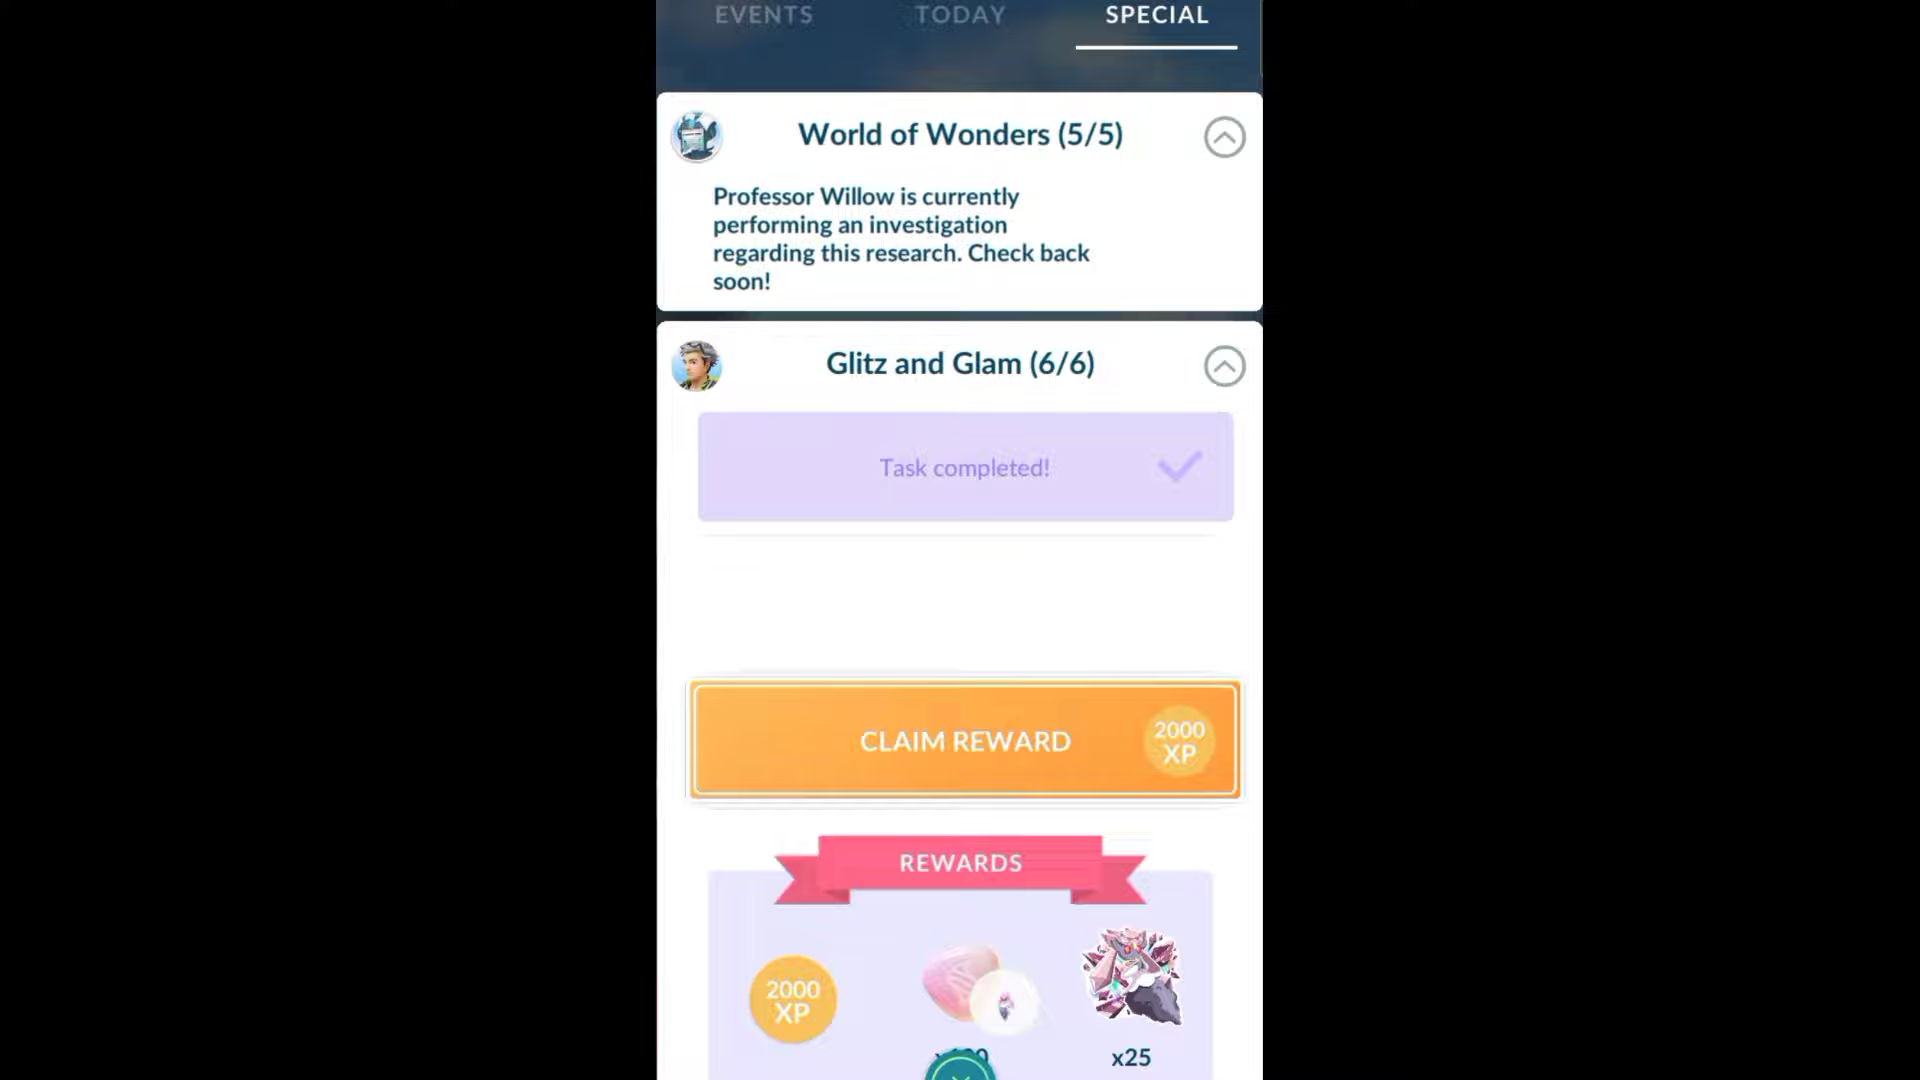 EVENTS TODAY SPECIAL
World of Wonders (5/5)
Professor Willow is currently
performing an investigation
regarding this research. Check back
soon!
Glitz and Glam (6/6)
Task completed!
CLAIM REWARD
2000
XP
REWARDS
2000
XP
x25